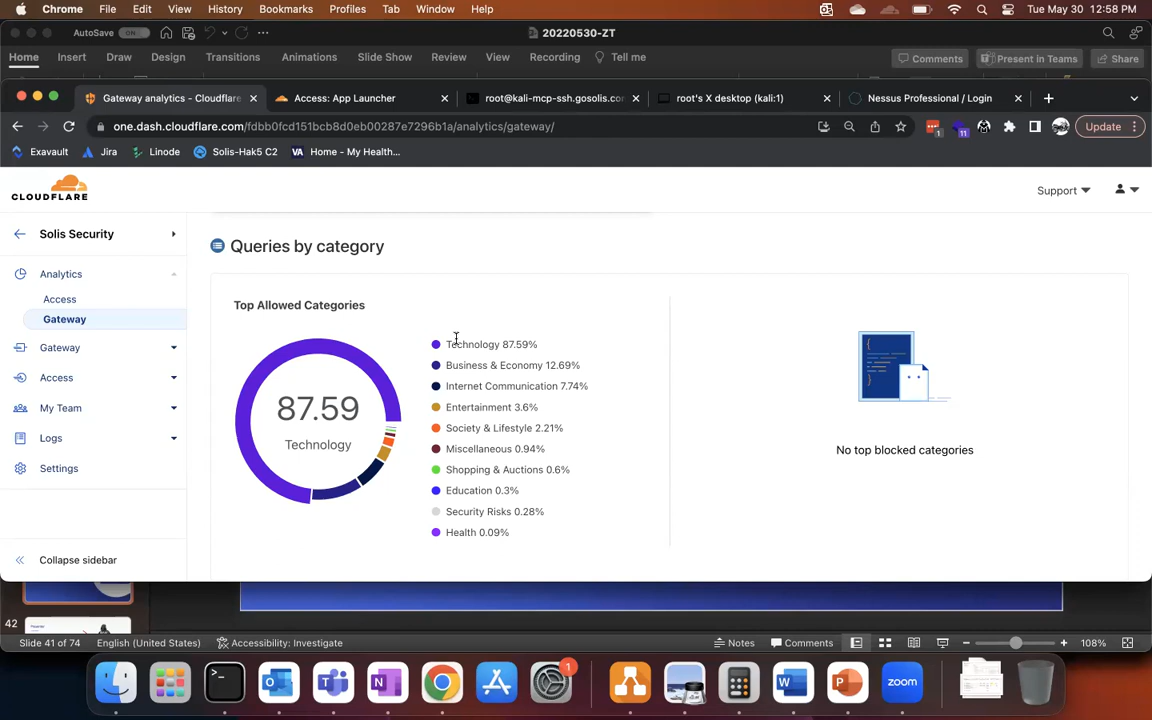 Chrome File Edit View History Bookmarks Profiles Tab Window Help Tue May 30 12:58 PM
AutoSave ON 20220530-ZT
Home Insert Draw Design Transitions Animations Slide Show Review View Recording Tell me Comments Present in Teams Share
Gateway analytics - Cloudflare Access: App Launcher root@kali-mcp-ssh.gosolis.com: root's X desktop (kali:1) Nessus Professional / Login
one.dash.cloudflare.com/fdbb0fcd151bcb8d0eb00287e7296b1a/analytics/gateway/ 1 11 Update
Exavault Jira Linode Solis-Hak5 C2 VA Home - My Health...
CLOUDFLARE
Support
Solis Security
Analytics
Access
Gateway
Gateway
Access
My Team
Logs
Settings
Collapse sidebar
Queries by category
Top Allowed Categories
87.59
Technology
Technology 87.59%
Business & Economy 12.69%
Internet Communication 7.74%
Entertainment 3.6%
Society & Lifestyle 2.21%
Miscellaneous 0.94%
Shopping & Auctions 0.6%
Education 0.3%
Security Risks 0.28%
Health 0.09%
No top blocked categories
42
Slide 41 of 74 English (United States) Accessibility: Investigate Notes Comments 108%
1
zoom